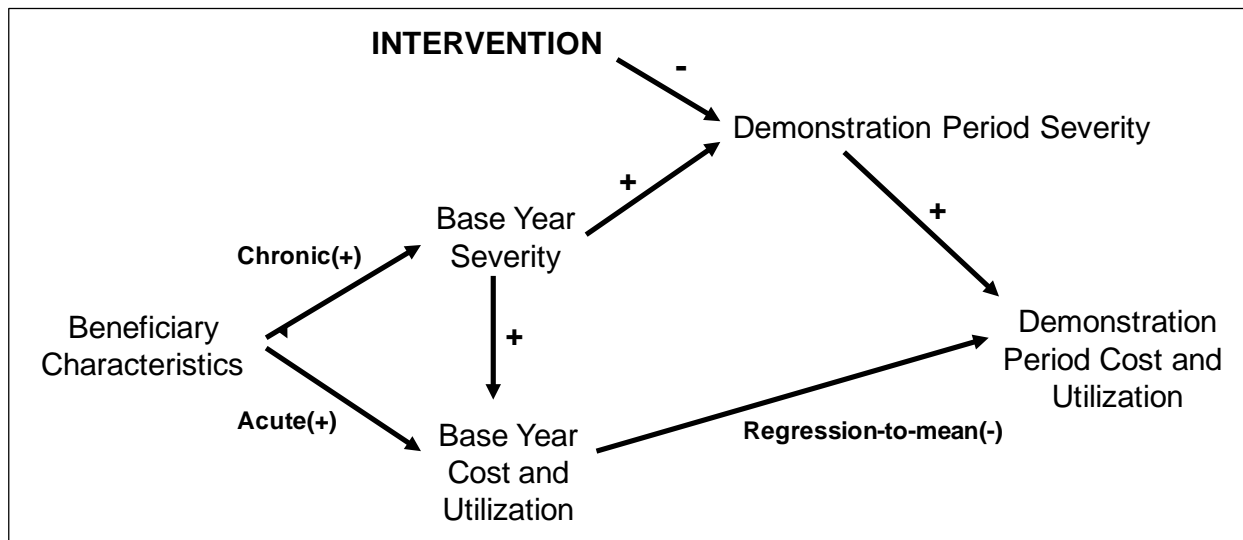 INTERVENTION
-
Demonstration Period Severity
+
+
Base Year
Severity
Chronic(+)
+
Beneficiary
Characteristics
Demonstration
Period Cost and
Utilization
Acute(+)
Base Year
Cost and
Utilization
Regression-to-mean(-)